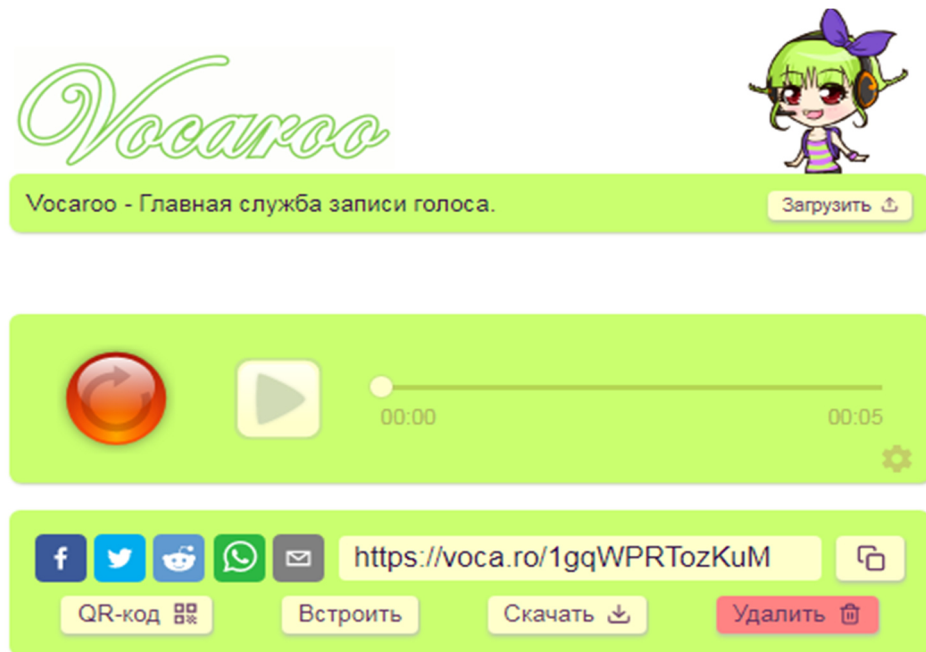 Vocaroo
Vocaroo - Главная служба записи голоса.
Загрузить
00:00
00:05
https://voca.ro/1gqWPRTozKuM
QR-код
Встроить
Скачать
Удалить